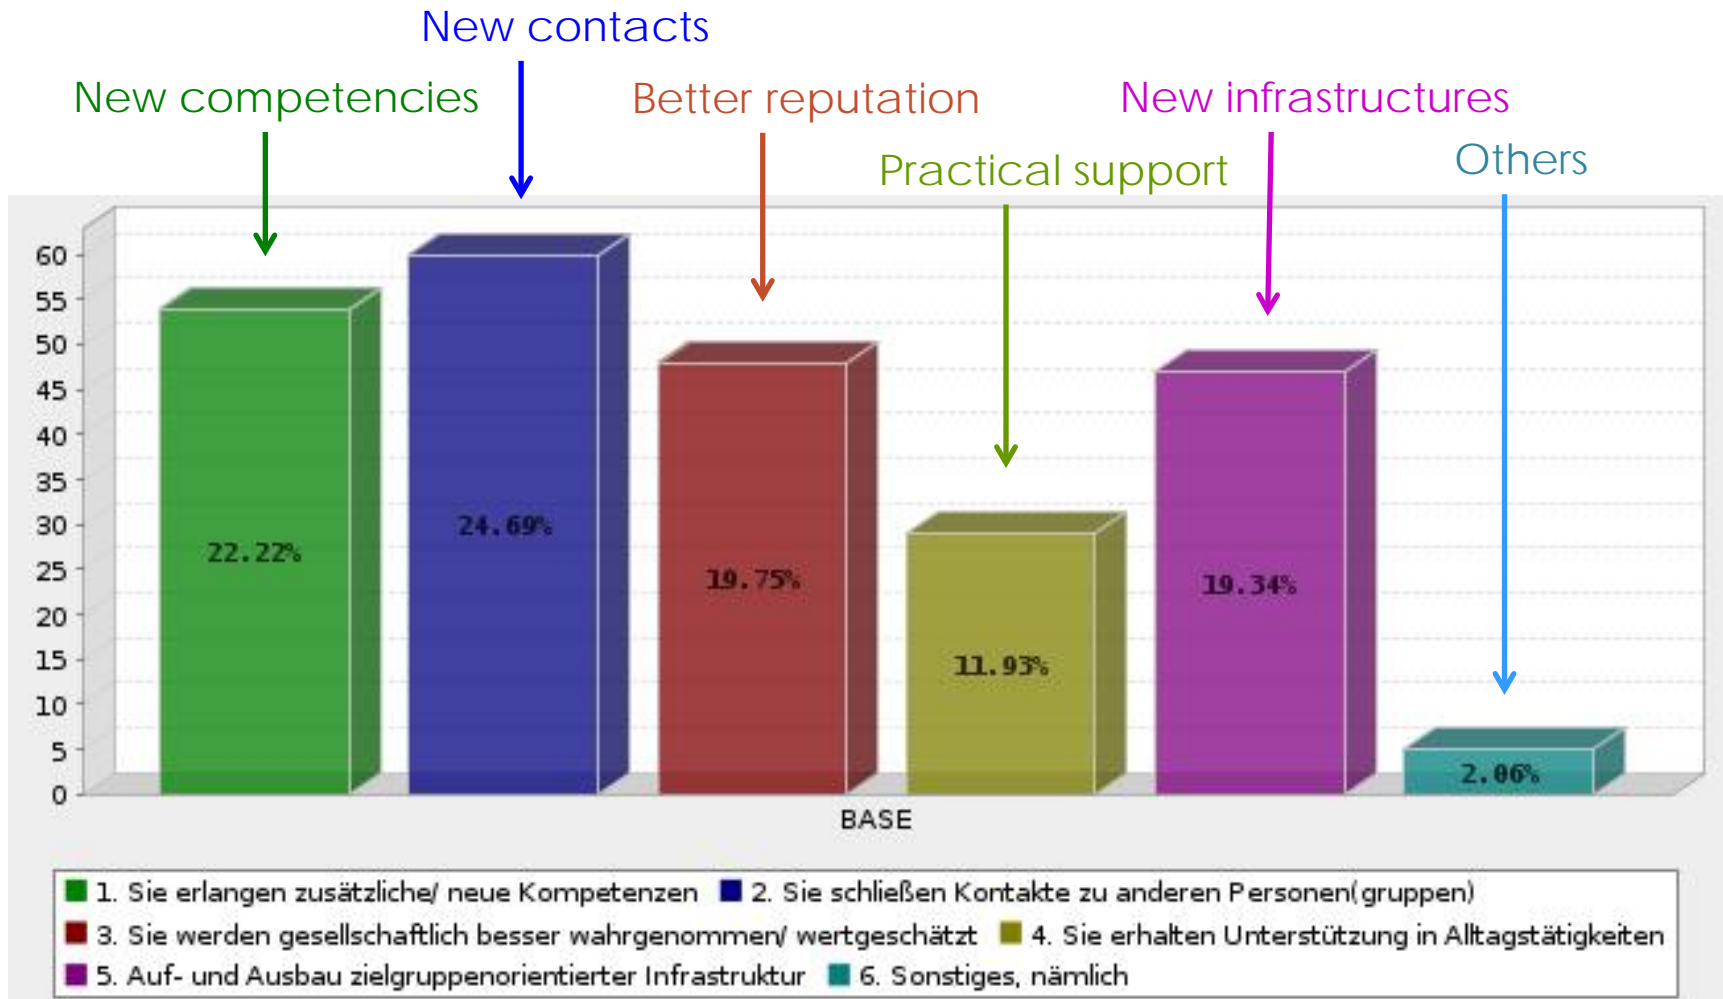 New contacts
New competencies
Better reputation
New infrastructures
Practical support
Others
60
55
50
45
40
35
30
25
20
15
10
5
0
22.22%
24.69%
19.75%
11.93%
19.34%
2.06%
BASE
1. Sie erlangen zusätzliche/ neue Kompetenzen 2. Sie schließen Kontakte zu anderen Personen(gruppen)
3. Sie werden gesellschaftlich besser wahrgenommen/ wertgeschätzt 4. Sie erhalten Unterstützung in Alltagstätigkeiten
5. Auf- und Ausbau zielgruppenorientierter Infrastruktur 6. Sonstiges, nämlich